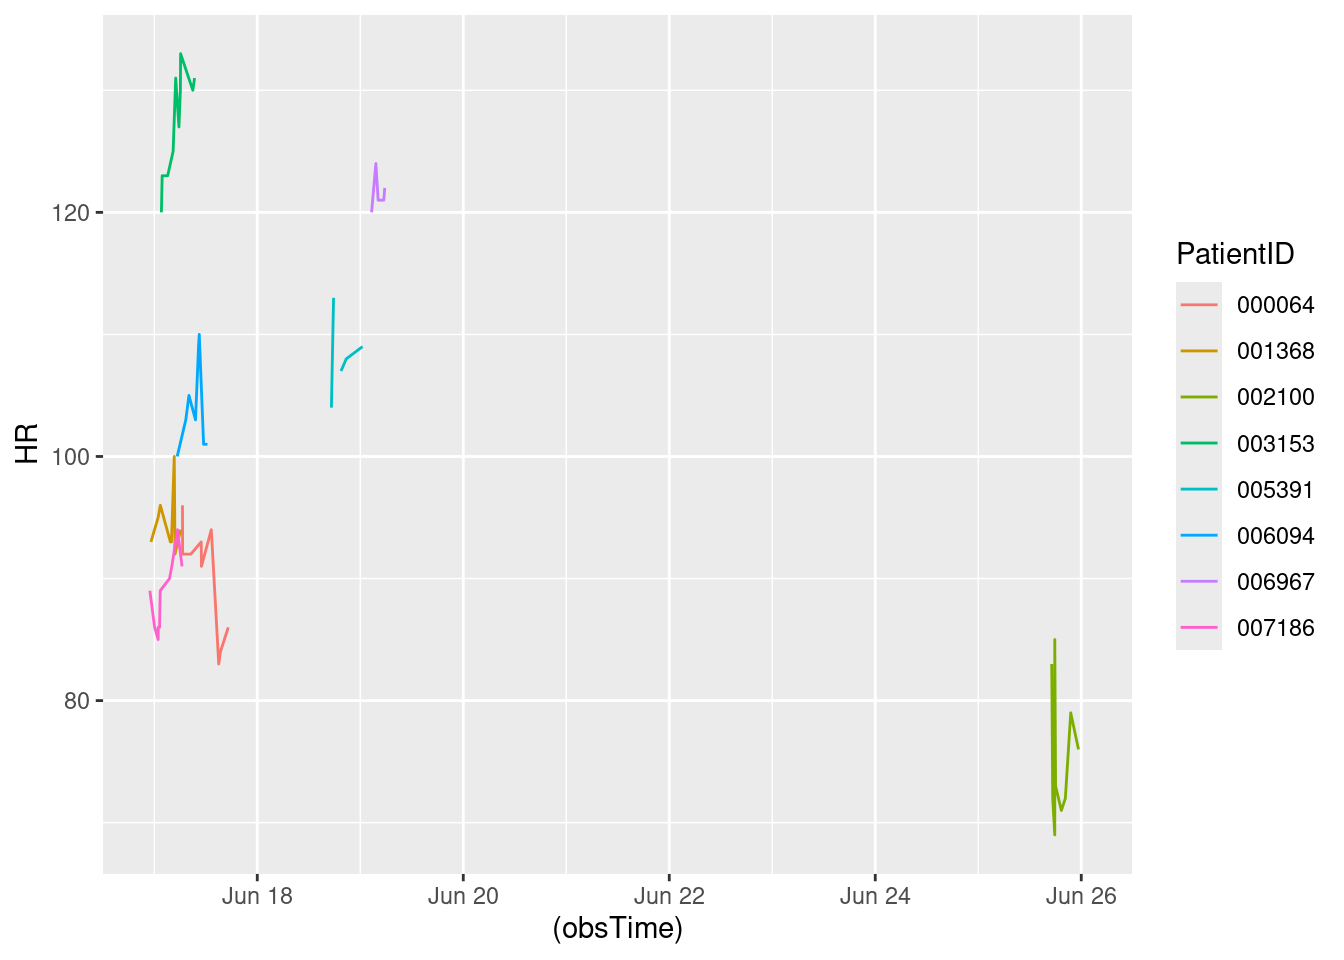 120
100
80
HR
Jun 18
Jun 20
Jun 22
Jun 24
Jun 26
(obsTime)
PatientID
000064
001368
002100
003153
005391
006094
006967
007186